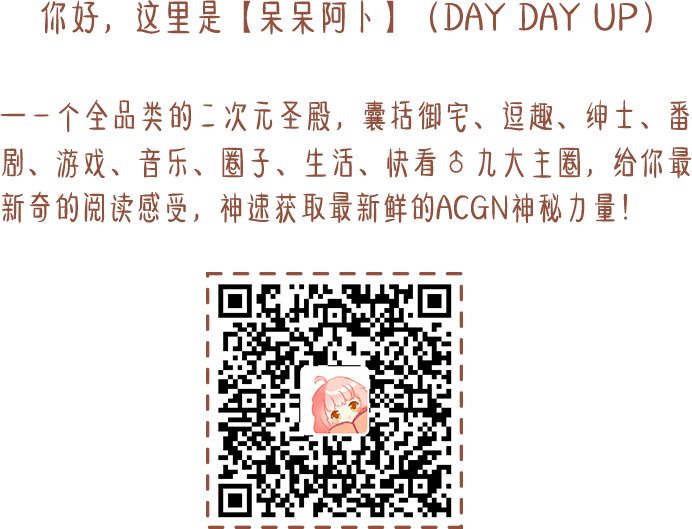 你好，这里是【呆呆阿卜】（DAY DAY UP）
一一个全品类的二次元圣殿，囊括御宅、逗趣、绅士、番
剧、游戏、音乐、圈子、生活、快看♂九大主圈，给你最
新奇的阅读感受，神速获取最新鲜的ACGN神秘力量！